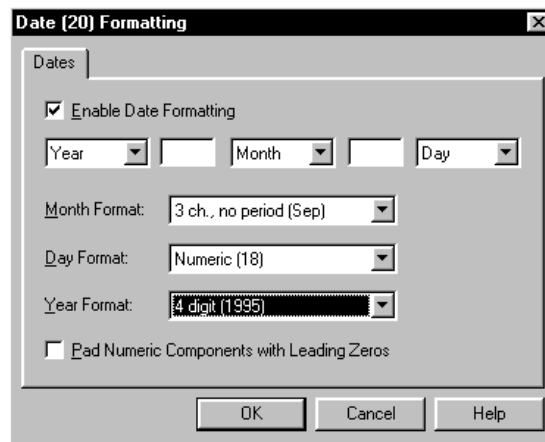 Date (20) Formatting
Dates
Enable Date Formatting
Year Month Day
Month Format: 3 ch., no period (Sep)
Day Format: Numeric (18)
Year Format: 4 digit (1995)
Pad Numeric Components with Leading Zeros
OK Cancel Help